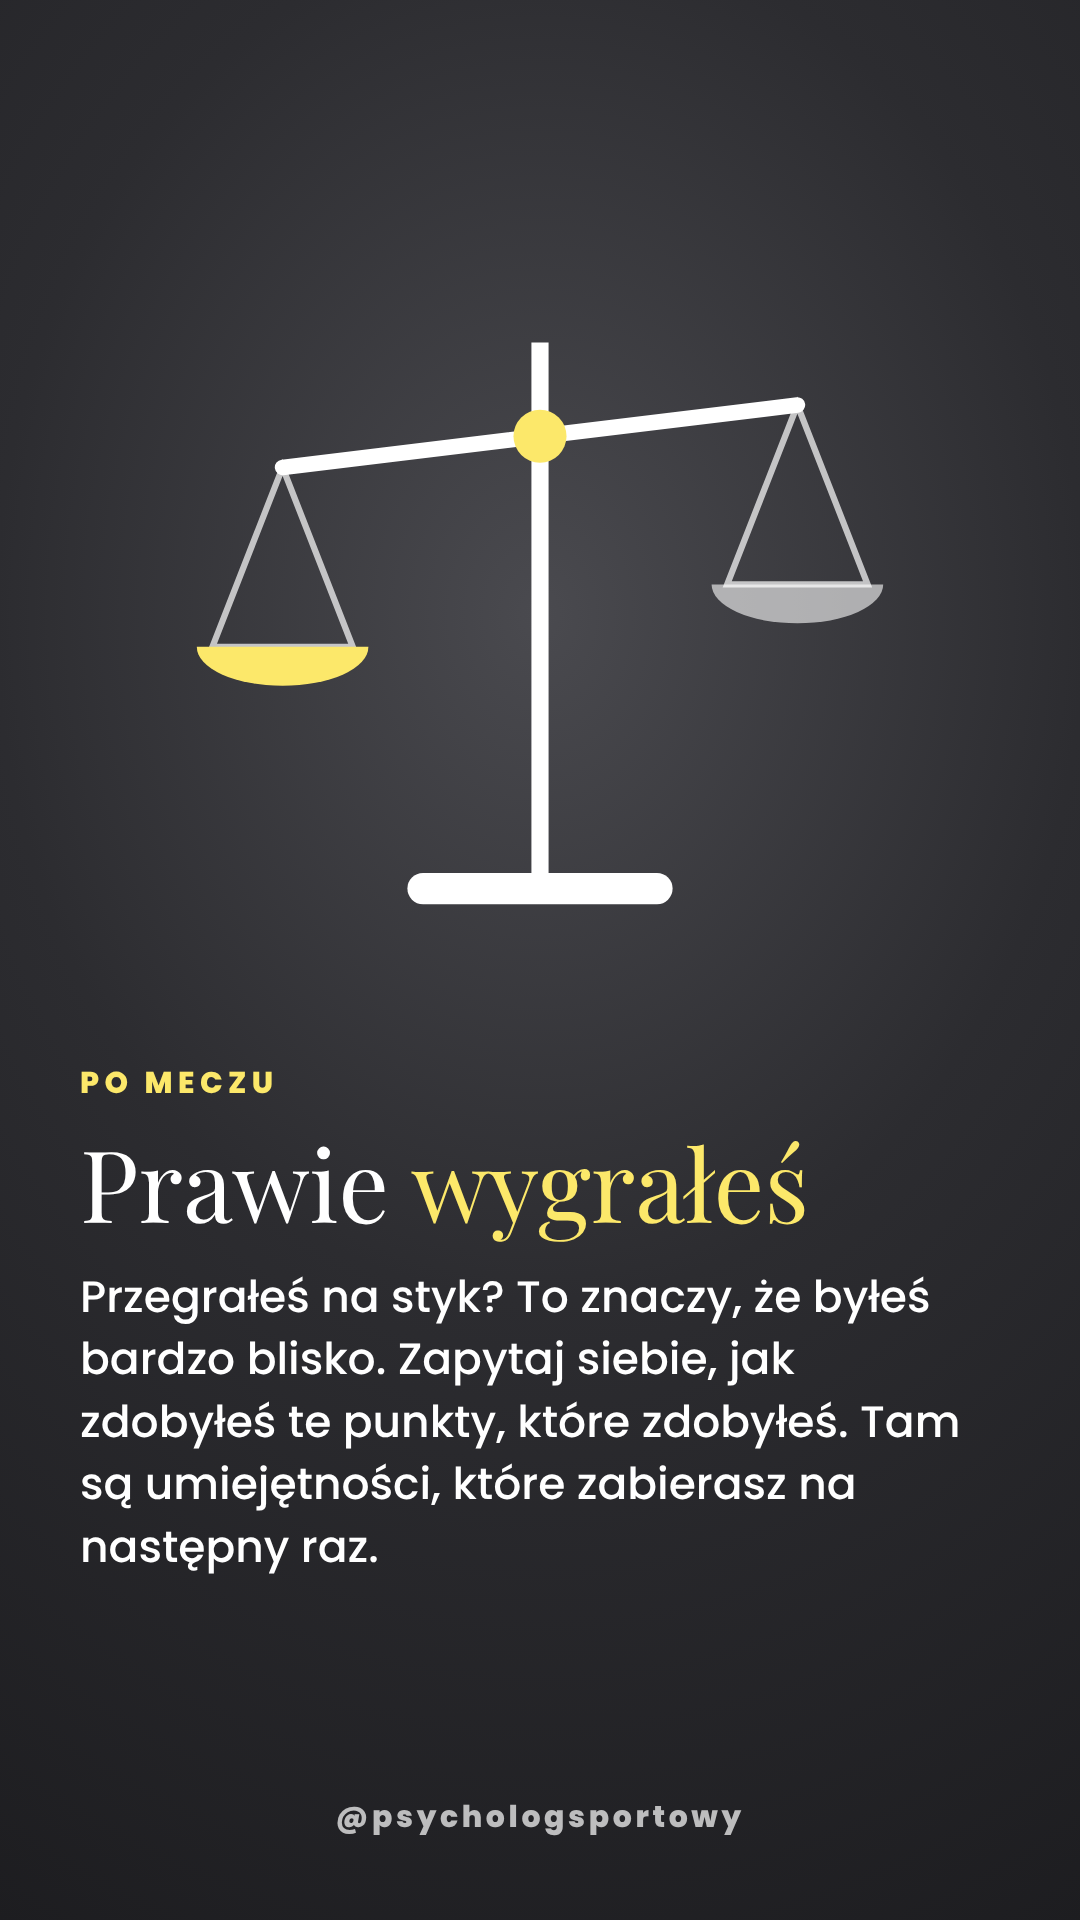 PO MECZU
Prawie wygrałeś
Przegrałeś na styk? To znaczy, że byłeś
bardzo blisko. Zapytaj siebie, jak
zdobyłeś te punkty, które zdobyłeś. Tam
są umiejętności, które zabierasz na
następny raz.
@psychologsportowy